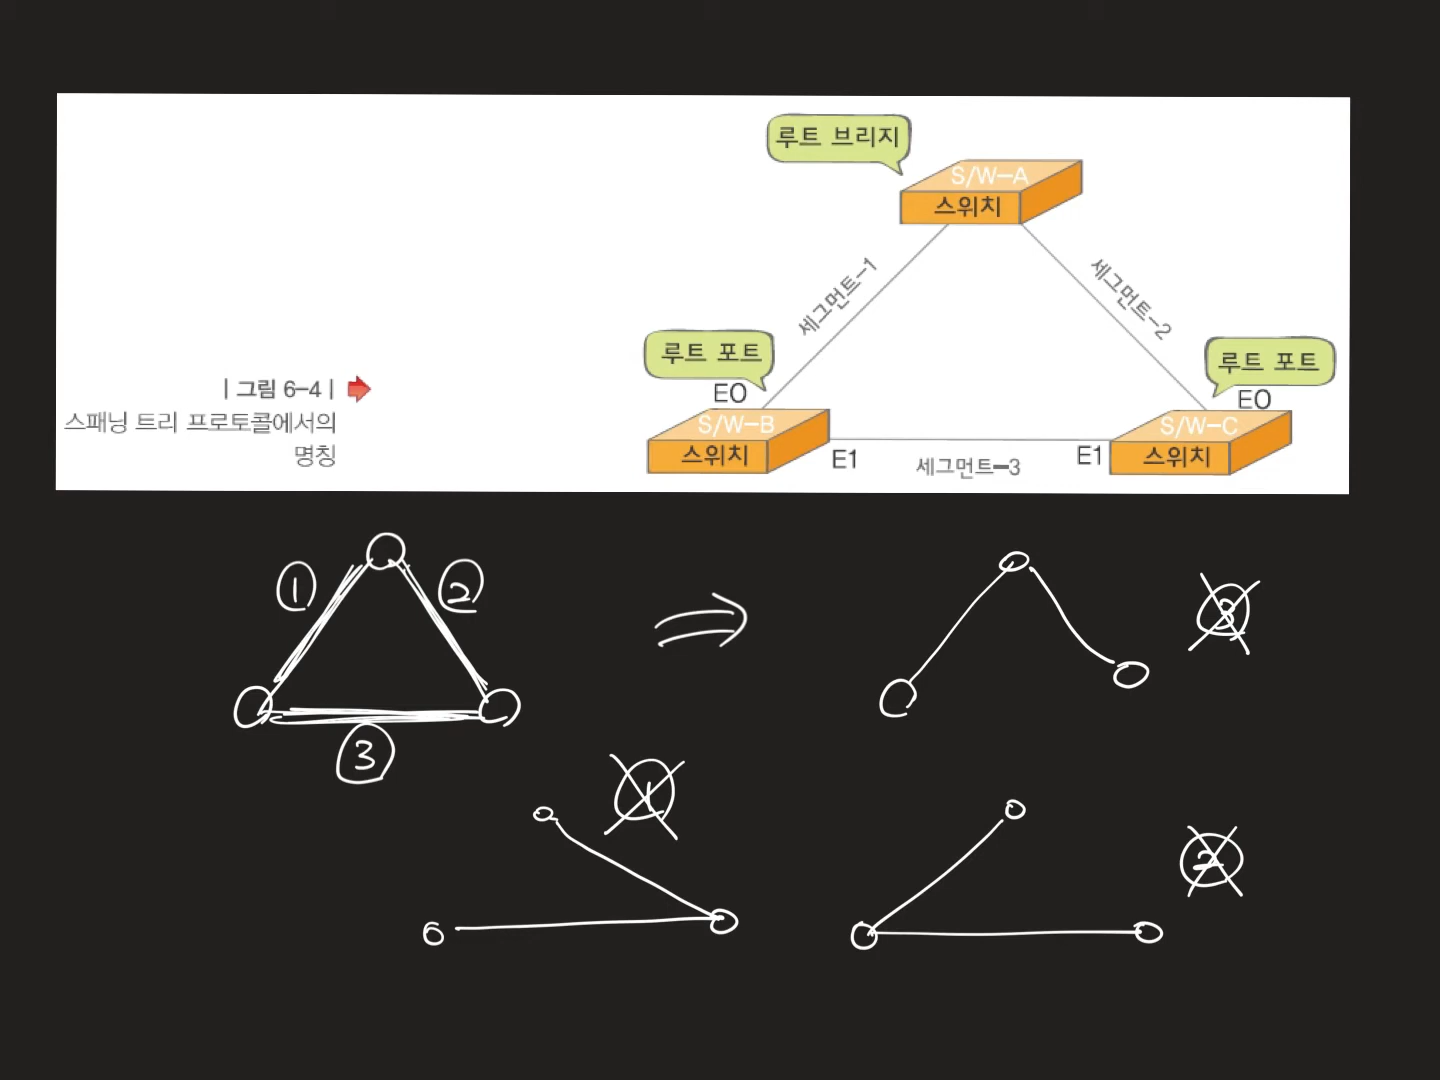 루트 브리지
S/W-A
스위치
세그먼트-1
세그먼트-2
루트 포트
루트 포트
E0
E0
S/W-B
S/W-C
스위치
스위치
E1
E1
세그먼트-3
| 그림 6-4 |
스패닝 트리 프로토콜에서의
명칭
1
2
3
3
1
2